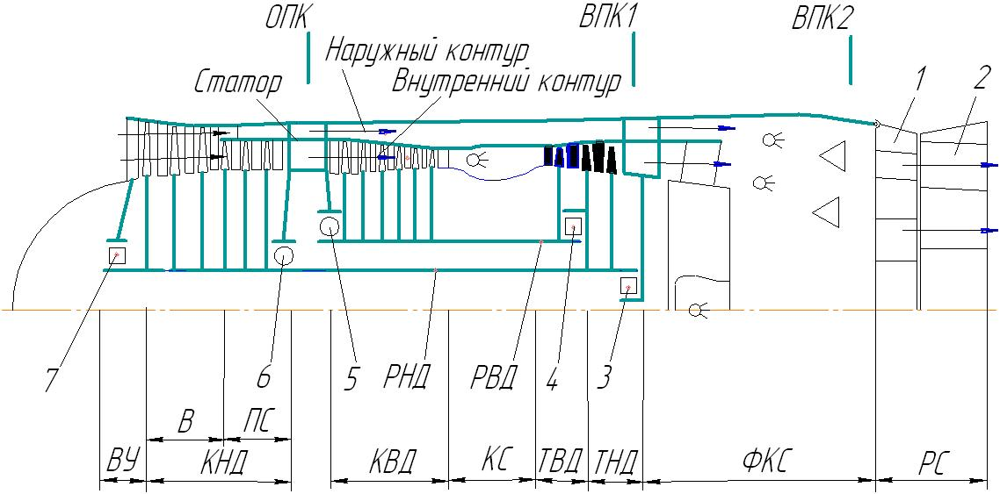 ОПК
ВПК1
ВПК2
Наружный контур
Статор
Внутренний контур
1
2
7
6
5
РНД
РВД
4
3
В
ПС
ВУ
КНД
КВД
КС
ТВД
ТНД
ФКС
РС